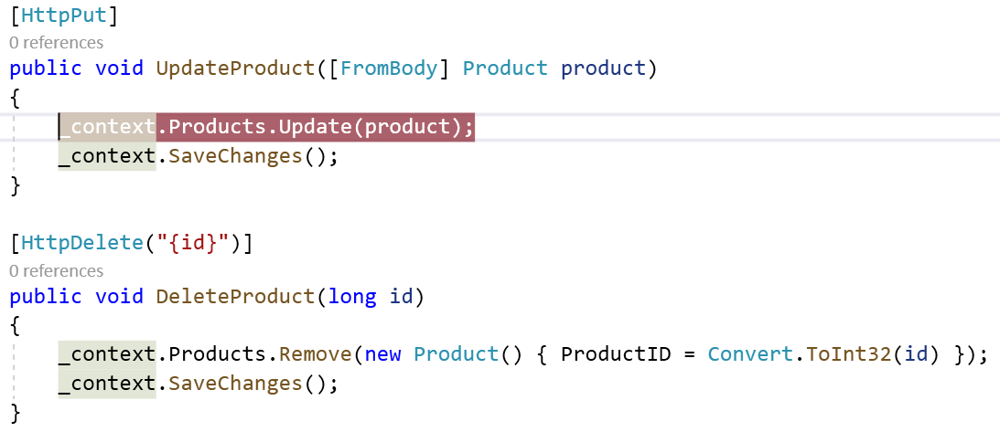 [HttpPut]
0 references
public void UpdateProduct([FromBody] Product product)
{
_context.Products.Update(product);
_context.SaveChanges();
}
[HttpDelete("{id}")]
0 references
public void DeleteProduct(long id)
{
_context.Products.Remove(new Product() { ProductID = Convert.ToInt32(id) });
_context.SaveChanges();
}